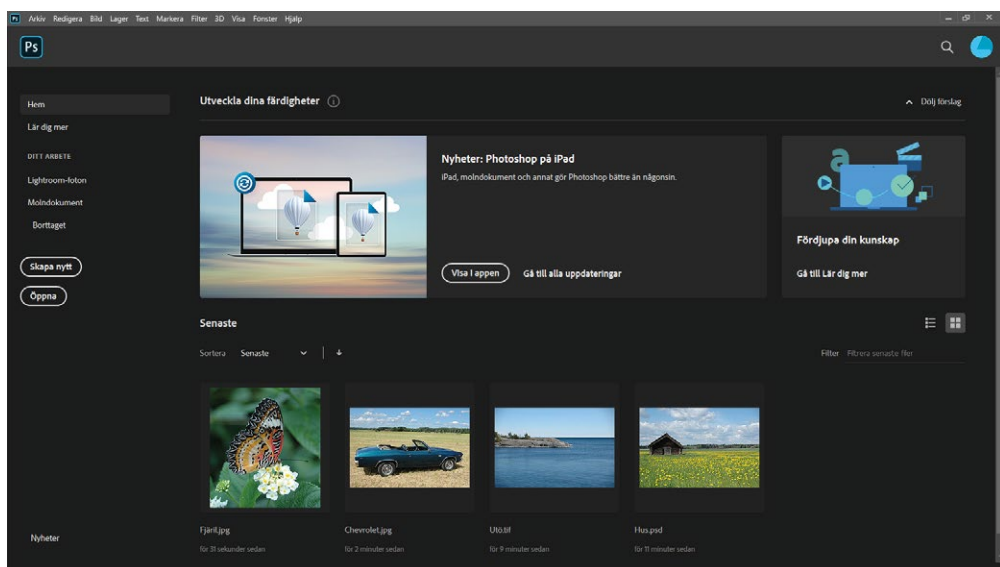 Ps Arkiv Redigera Bild Lager Text Markera Filter 3D Visa Fönster Hjälp
Ps
Hem
Lär dig mer
DITT ARBETE
Lightroom-foton
Molndokument
Borttaget
Skapa nytt
Öppna
Nyheter
Utveckla dina färdigheter
Dölj förslag
Nyheter: Photoshop på iPad
iPad, molndokument och annat gör Photoshop bättre än någonsin.
Visa i appen Gå till alla uppdateringar
a
Fördjupa din kunskap
Gå till Lär dig mer
Senaste
Sortera Senaste
Filter Filtrera senaste filer
Fjäril.jpg
för 31 sekunder sedan
Chevrolet.jpg
för 2 minuter sedan
Utö.tif
för 9 minuter sedan
Hus.psd
för 11 minuter sedan